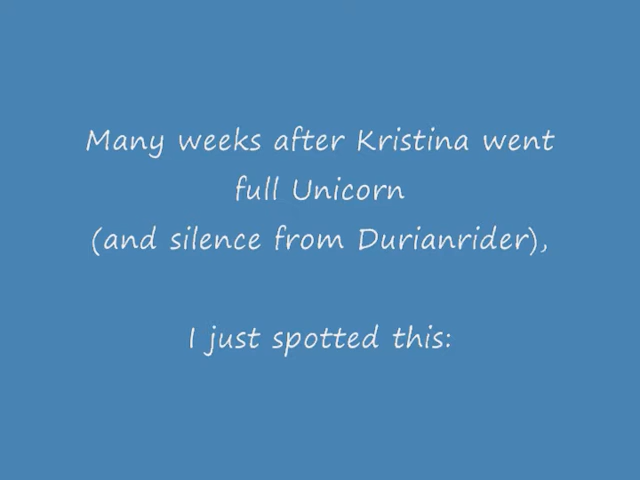 Many weeks after Kristina went
full Unicorn
(and silence from Durianrider),
I just spotted this: